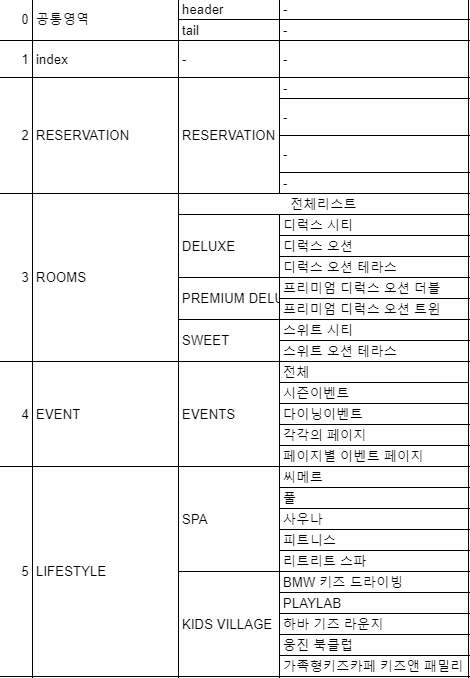 0 공통영역 header -
tail -
1 index - -
2 RESERVATION RESERVATION -
-
-
-
3 ROOMS 전체리스트
DELUXE 디럭스 시티
디럭스 오션
디럭스 오션 테라스
PREMIUM DELU 프리미엄 디럭스 오션 더블
프리미엄 디럭스 오션 트윈
SWEET 스위트 시티
스위트 오션 테라스
4 EVENT EVENTS 전체
시즌이벤트
다이닝이벤트
각각의 페이지
페이지별 이벤트 페이지
5 LIFESTYLE SPA 씨메르
풀
사우나
피트니스
리트리트 스파
KIDS VILLAGE BMW 키즈 드라이빙
PLAYLAB
하바 기즈 라운지
웅진 북클럽
가족형키즈카페 키즈앤 패밀리